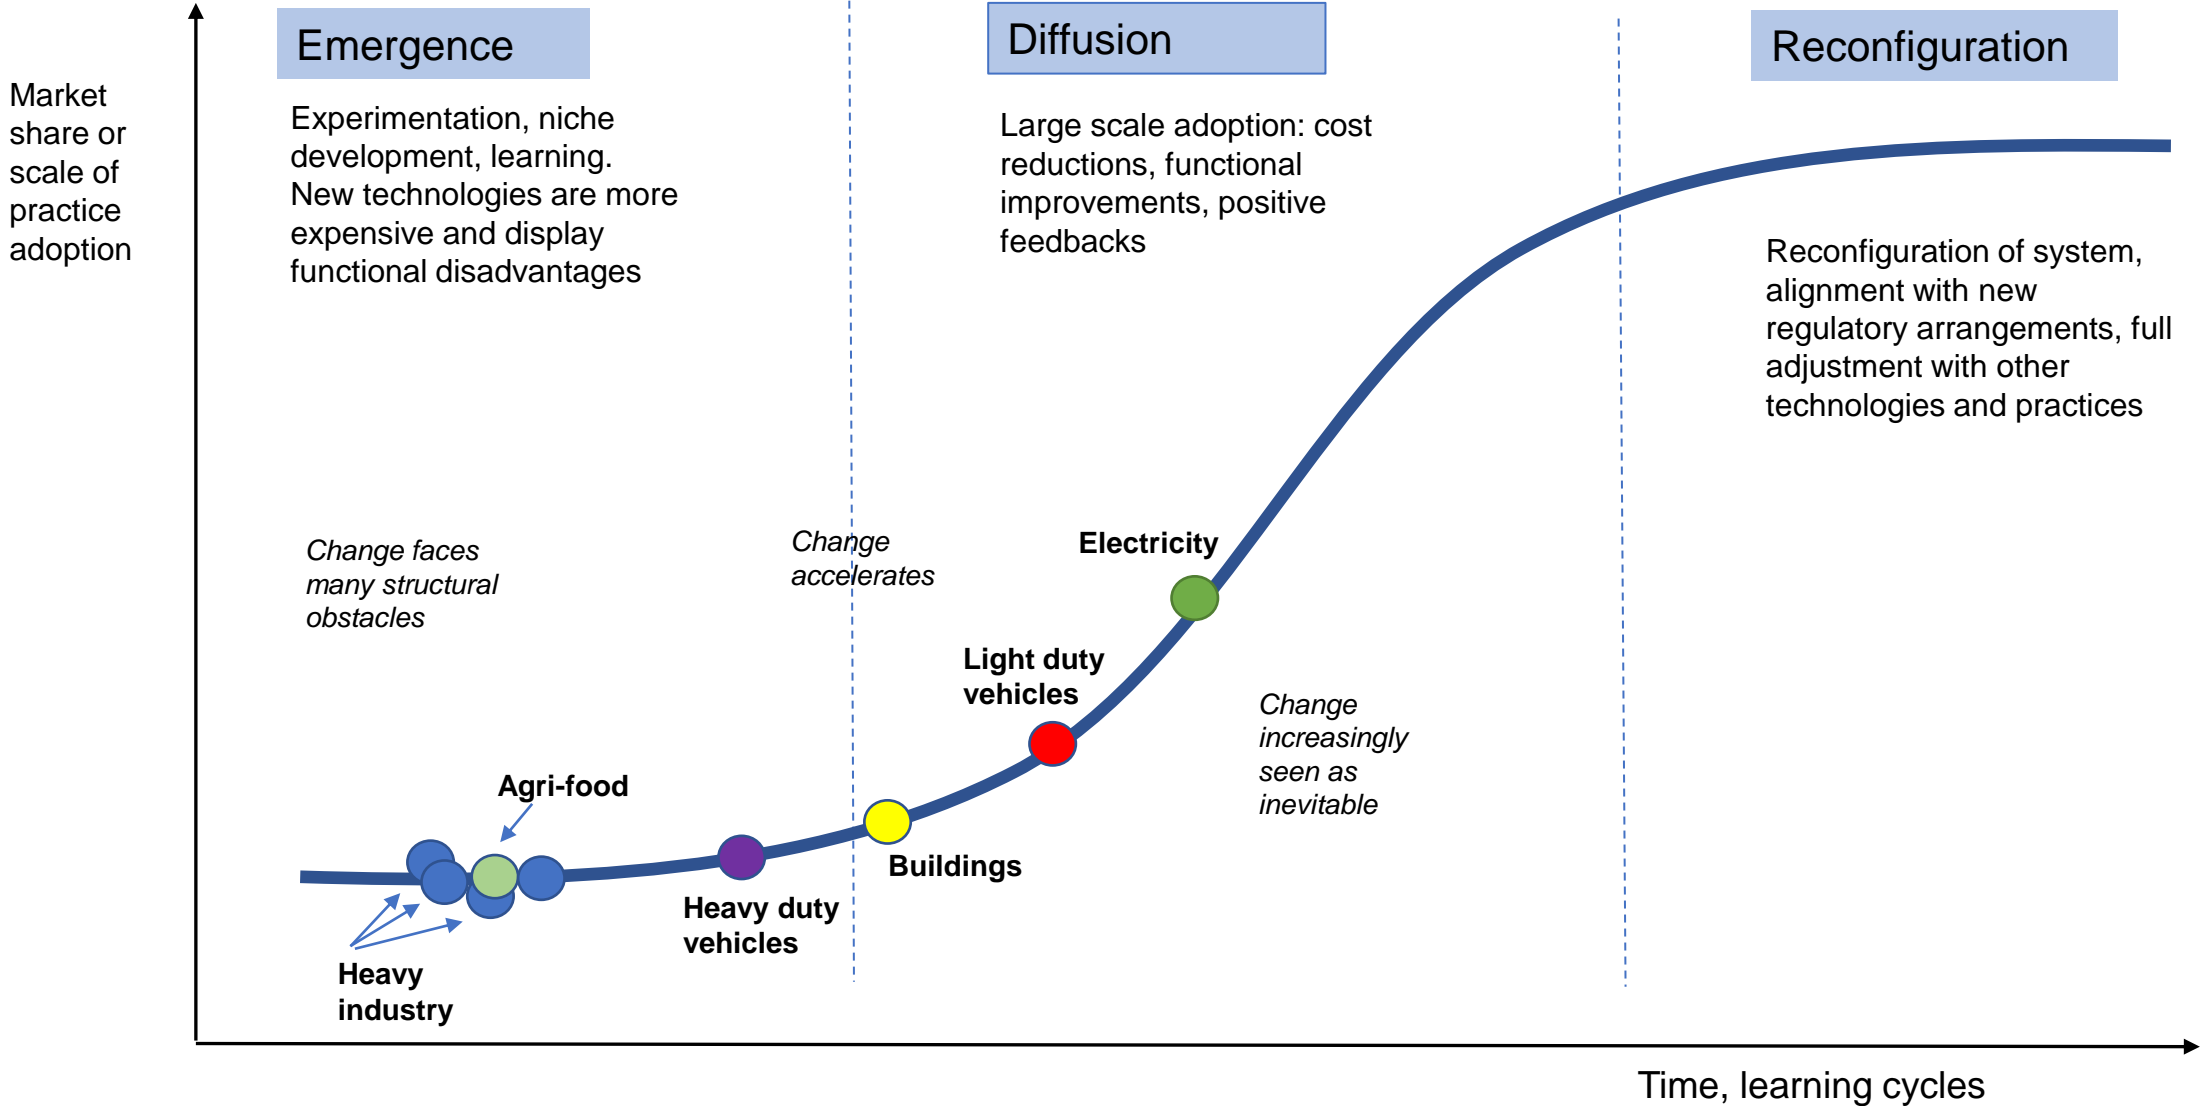 Emergence
Diffusion
Reconfiguration
Market
share or
scale of
practice
adoption
Experimentation, niche
development, learning.
New technologies are more
expensive and display
functional disadvantages
Large scale adoption: cost
reductions, functional
improvements, positive
feedbacks
Reconfiguration of system,
alignment with new
regulatory arrangements, full
adjustment with other
technologies and practices
Change faces
many structural
obstacles
Change
accelerates
Electricity
Light duty
vehicles
Change
increasingly
seen as
inevitable
Agri-food
Buildings
Heavy duty
vehicles
Heavy
industry
Time, learning cycles